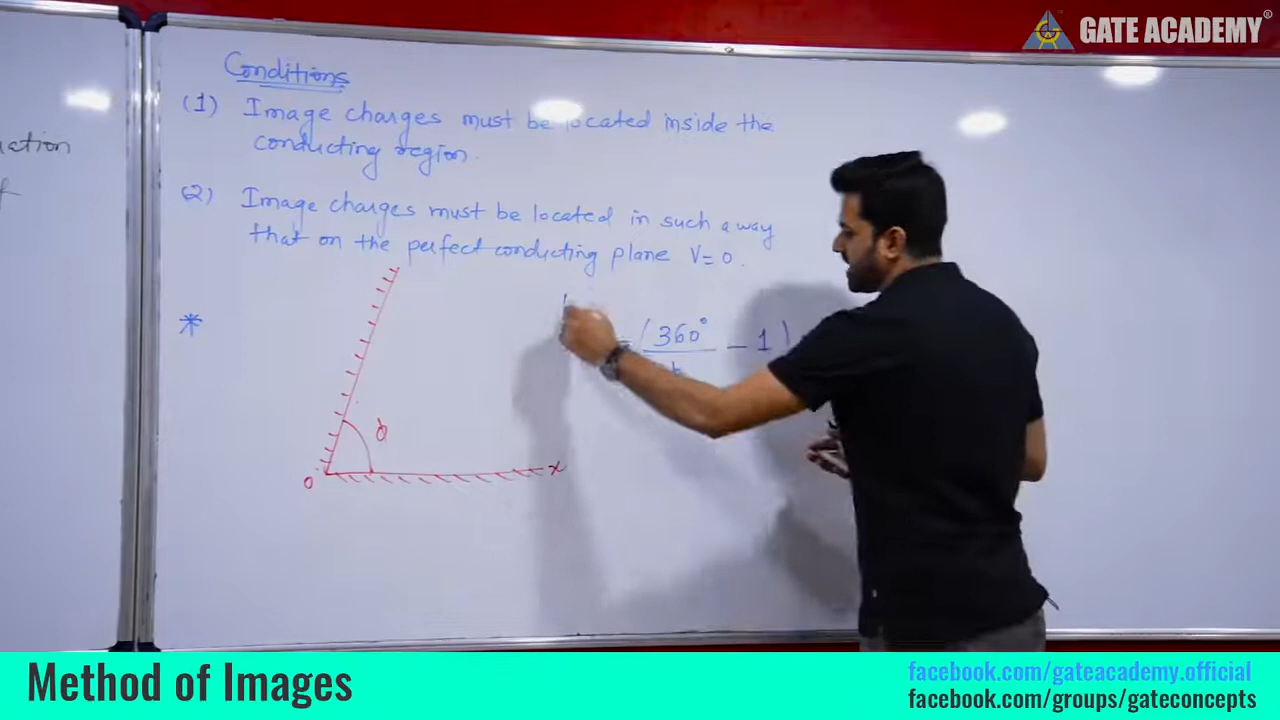 GATE ACADEMY®
Conditions
(1) Image charges must be located inside the
conducting region.
(2) Image charges must be located in such a way
that on the perfect conducting plane V=0.
*
= (360° - 1)
ϕ
0
x
Method of Images
facebook.com/gateacademy.official
facebook.com/groups/gateconcepts